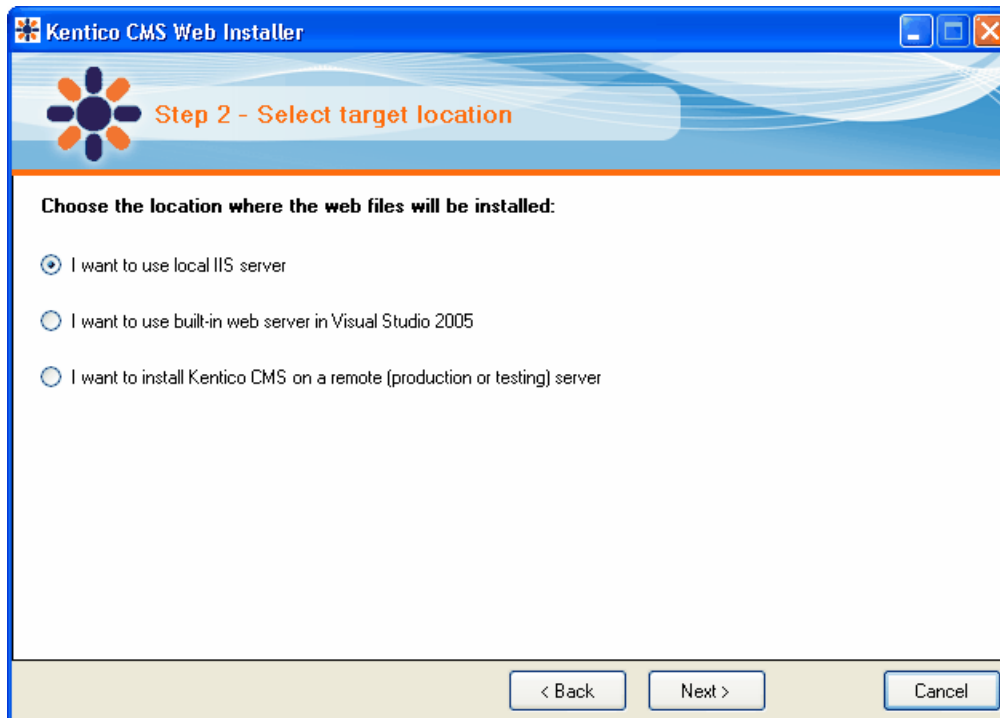 Kentico CMS Web Installer
Step 2 - Select target location
Choose the location where the web files will be installed:
I want to use local IIS server
I want to use built-in web server in Visual Studio 2005
I want to install Kentico CMS on a remote (production or testing) server
< Back
Next >
Cancel